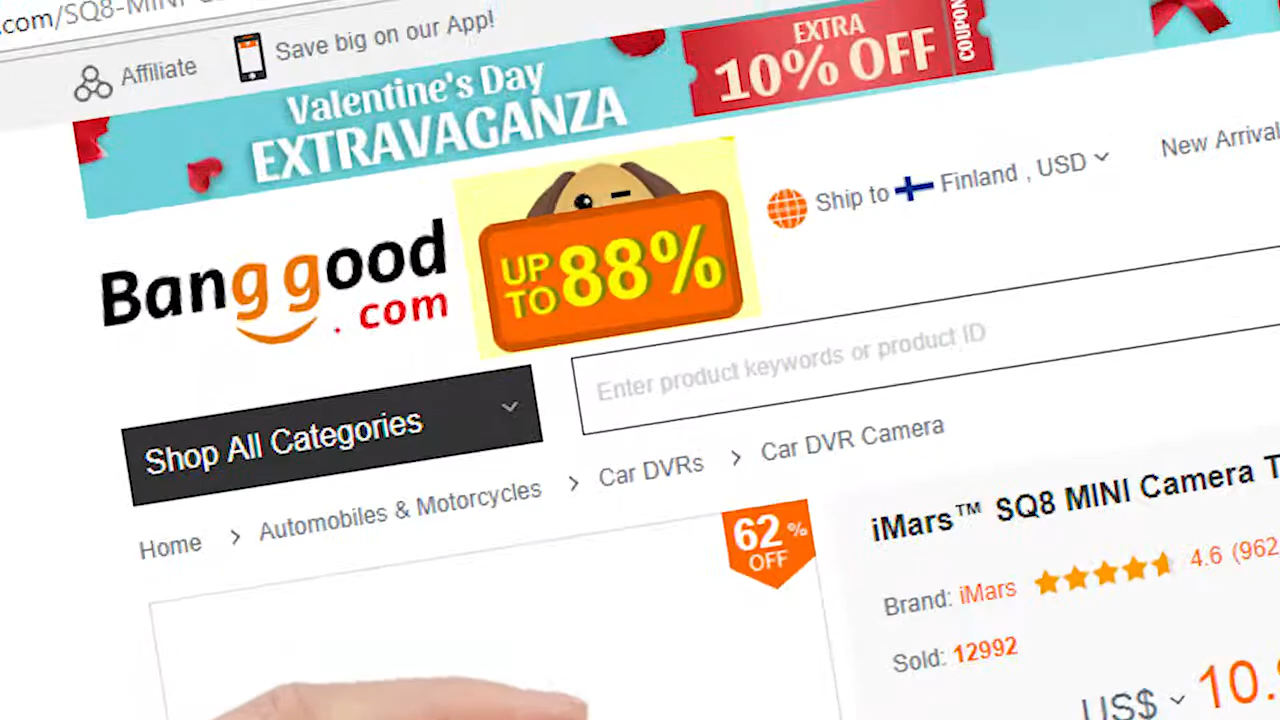 .com/SQ8-MINI
Affiliate
Save big on our App!
Valentine's Day
EXTRAVAGANZA
EXTRA
10% OFF
COUPON
Banggood
.com
UP TO 88%
Ship to Finland , USD
New Arrival
Enter product keywords or product ID
Shop All Categories
Home > Automobiles & Motorcycles > Car DVRs > Car DVR Camera
62% OFF
iMars™ SQ8 MINI Camera
Brand: iMars
4.6 (962
Sold: 12992
US$ 10.